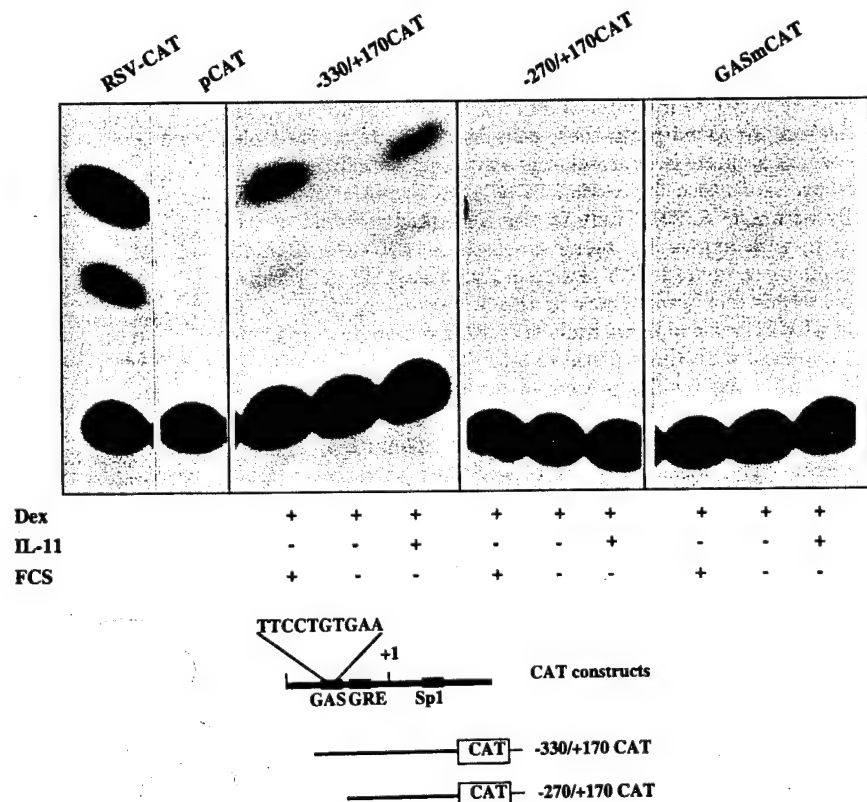 RSV-CAT pCAT -330/+170CAT -270/+170CAT GASmCAT
Dex + + + + + + + + +
IL-11 - - + - - + - - +
FCS + - - + - - + - -
TTCCTGTGAA
+1
CAT constructs
GAS GRE Sp1
CAT -330/+170 CAT
CAT -270/+170 CAT